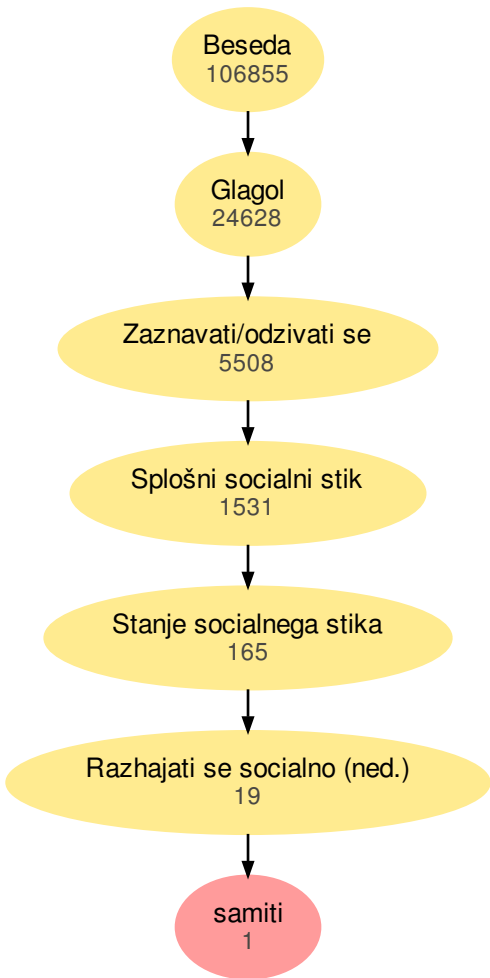 Beseda
106855
Glagol
24628
Zaznavati/odzivati se
5508
Splošni socialni stik
1531
Stanje socialnega stika
165
Razhajati se socialno (ned.)
19
samiti
1